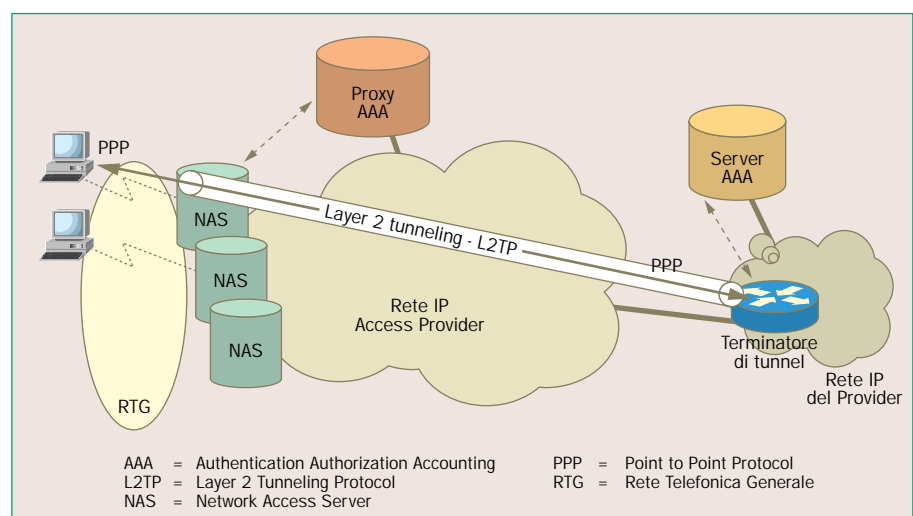 Proxy
AAA
Server
AAA
PPP
NAS
Layer 2 tunneling - L2TP
PPP
NAS
Rete IP
Access Provider
NAS
Terminatore
di tunnel
Rete IP
del Provider
RTG
AAA = Authentication Authorization Accounting
L2TP = Layer 2 Tunneling Protocol
NAS = Network Access Server
PPP = Point to Point Protocol
RTG = Rete Telefonica Generale